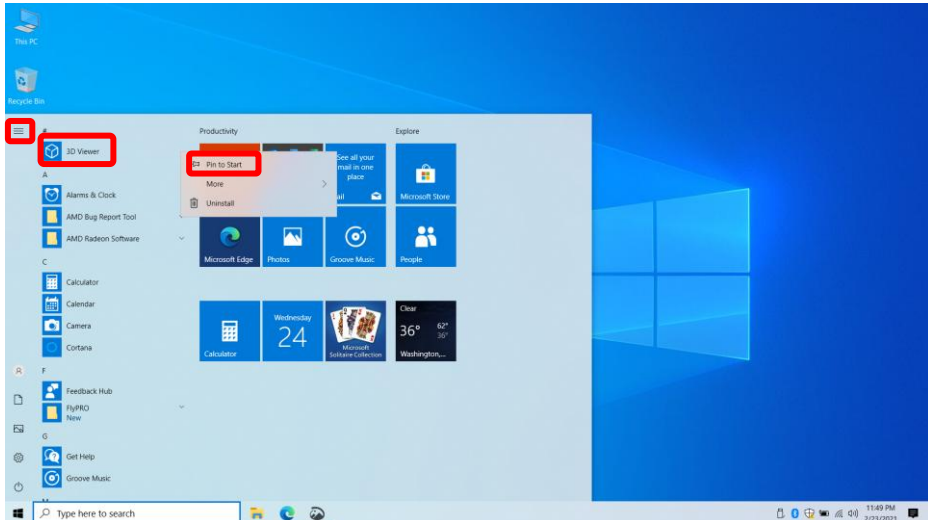 This PC
Recycle Bin
#
3D Viewer
A
Alarms & Clock
AMD Bug Report Tool
AMD Radeon Software
C
Calculator
Calendar
Camera
Cortana
F
Feedback Hub
FlyPRO
New
G
Get Help
Groove Music
Productivity
Explore
Pin to Start
More
Uninstall
See all your
mail in one
place
Microsoft Store
Microsoft Edge
Photos
Groove Music
People
Calculator
Wednesday
24
Microsoft
Solitaire Collection
Clear
36° 62°
36°
Washington,...
Type here to search
11:49 PM
2/23/2021